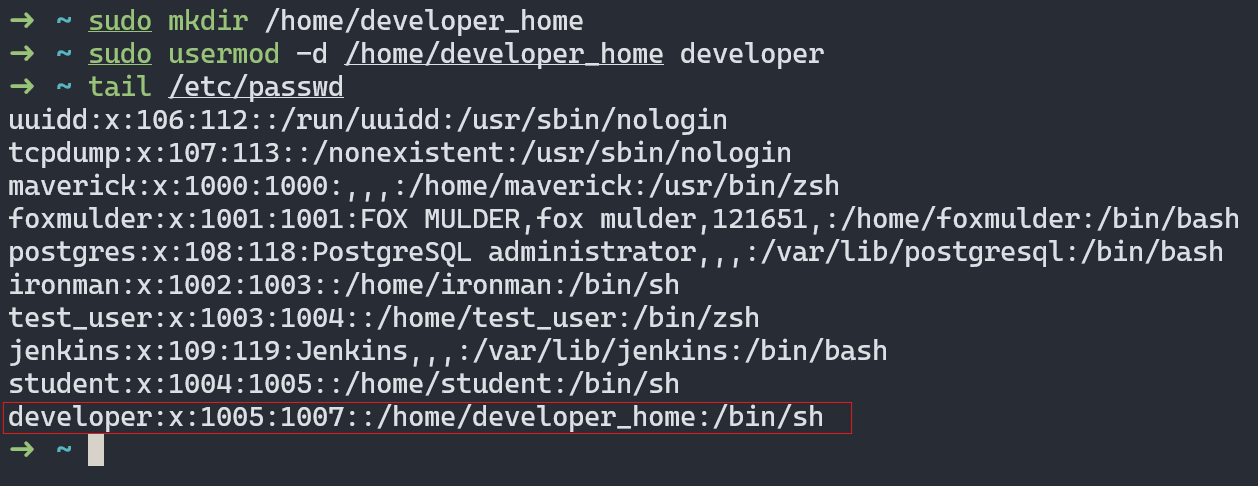 ➜ ~ sudo mkdir /home/developer_home
➜ ~ sudo usermod -d /home/developer_home developer
➜ ~ tail /etc/passwd
uuidd:x:106:112::/run/uuidd:/usr/sbin/nologin
tcpdump:x:107:113::/nonexistent:/usr/sbin/nologin
maverick:x:1000:1000:,,,:/home/maverick:/usr/bin/zsh
foxmulder:x:1001:1001:FOX MULDER,fox mulder,121651,:/home/foxmulder:/bin/bash
postgres:x:108:118:PostgreSQL administrator,,,:/var/lib/postgresql:/bin/bash
ironman:x:1002:1003::/home/ironman:/bin/sh
test_user:x:1003:1004::/home/test_user:/bin/zsh
jenkins:x:109:119:Jenkins,,,:/var/lib/jenkins:/bin/bash
student:x:1004:1005::/home/student:/bin/sh
developer:x:1005:1007::/home/developer_home:/bin/sh
➜ ~